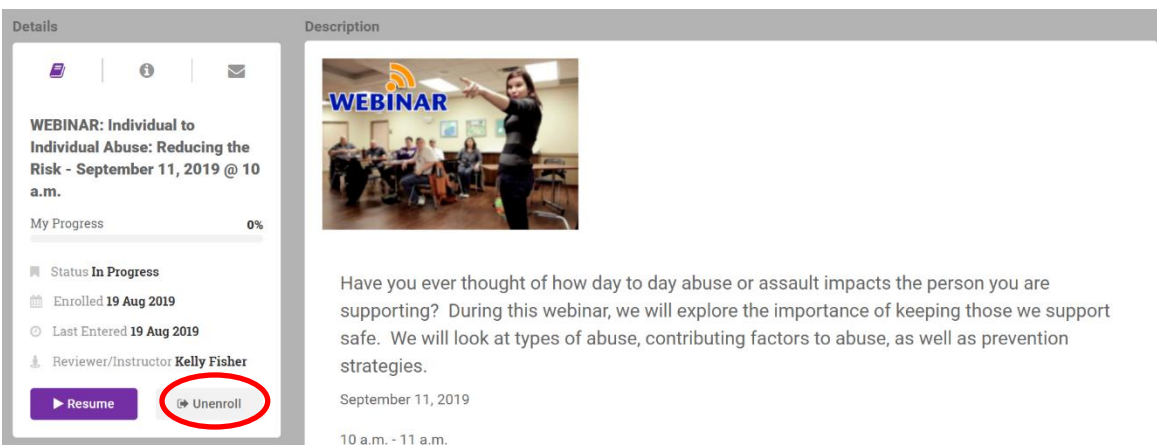 Details
WEBINAR: Individual to
Individual Abuse: Reducing the
Risk - September 11, 2019 @ 10
a.m.
My Progress 0%
Status In Progress
Enrolled 19 Aug 2019
Last Entered 19 Aug 2019
Reviewer/Instructor Kelly Fisher
Resume
Unenroll
Description
WEBINAR
Have you ever thought of how day to day abuse or assault impacts the person you are
supporting? During this webinar, we will explore the importance of keeping those we support
safe. We will look at types of abuse, contributing factors to abuse, as well as prevention
strategies.
September 11, 2019
10 a.m. - 11 a.m.